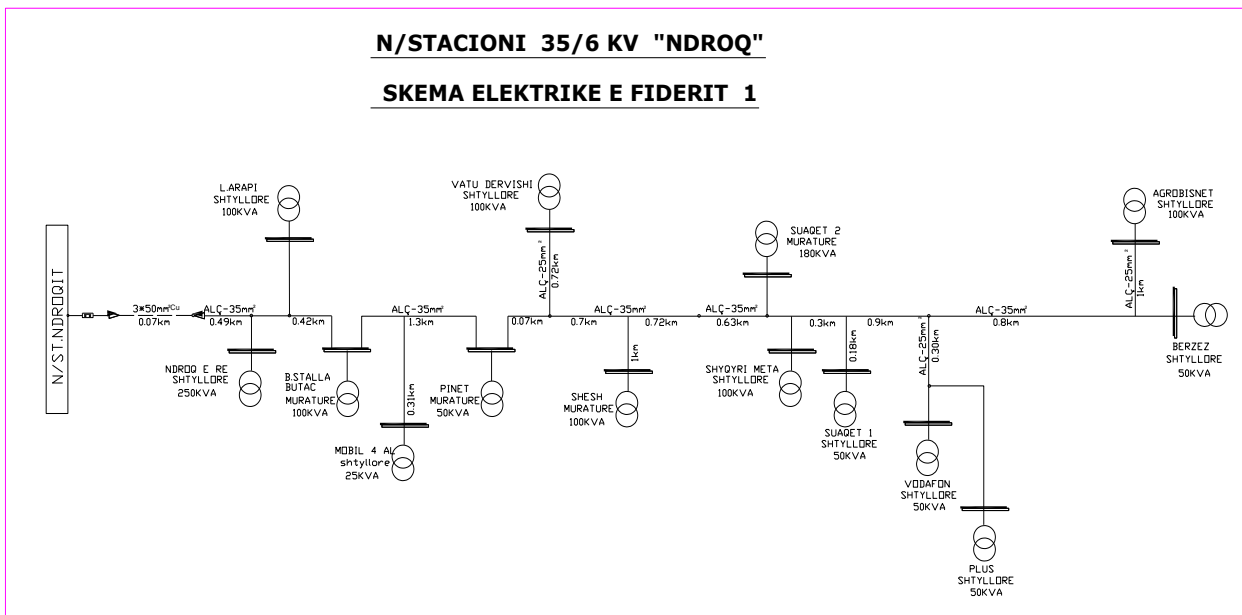 N/STACIONI 35/6 KV "NDROQ"
SKEMA ELEKTRIKE E FIDERIT 1
N/ST.NDROQIT
3*50mm²Cu
0.07km
ALÇ-35mm²
0.49km
NDROQ E RE
SHTYLLORE
250KVA
L.ARAPI
SHTYLLORE
100KVA
0.42km
B.STALLA
BUTAC
MURATURE
100KVA
ALÇ-35mm²
1.3km
0.31km
MOBIL 4 AL
shtyllore
25KVA
PINET
MURATURE
50KVA
0.07km
VATU DERVISHI
SHTYLLORE
100KVA
ALÇ-25mm²
0.72km
ALÇ-35mm²
0.7km
0.72km
1km
SHESH
MURATURE
100KVA
ALÇ-35mm²
0.63km
SUAQET 2
MURATURE
180KVA
SHYQYRI META
SHTYLLORE
100KVA
0.3km
0.18km
SUAQET 1
SHTYLLORE
50KVA
0.9km
ALÇ-25mm²
0.30km
VODAFON
SHTYLLORE
50KVA
PLUS
SHTYLLORE
50KVA
ALÇ-35mm²
0.8km
AGROBISNET
SHTYLLORE
100KVA
ALÇ-25mm²
1km
BERZEZ
SHTYLLORE
50KVA